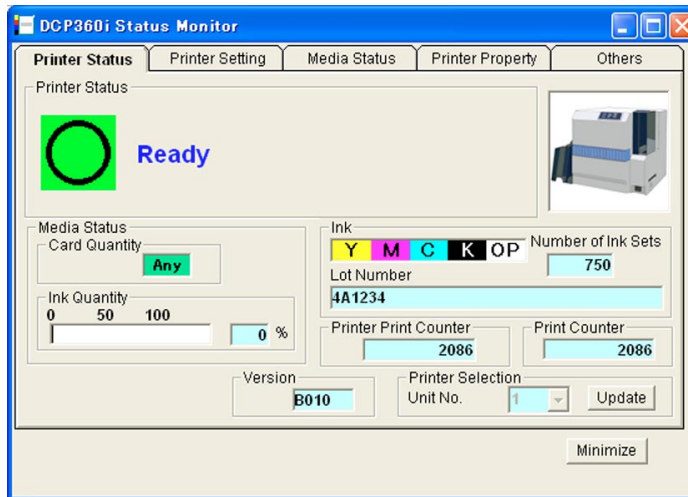 DCP360i Status Monitor
Printer Status Printer Setting Media Status Printer Property Others
Printer Status
Ready
Media Status
Card Quantity
Any
Ink Quantity
0 50 100
0 %
Ink
Y M C K OP
Number of Ink Sets
750
Lot Number
4A1234
Printer Print Counter
2086
Print Counter
2086
Version
B010
Printer Selection
Unit No. 1 Update
Minimize